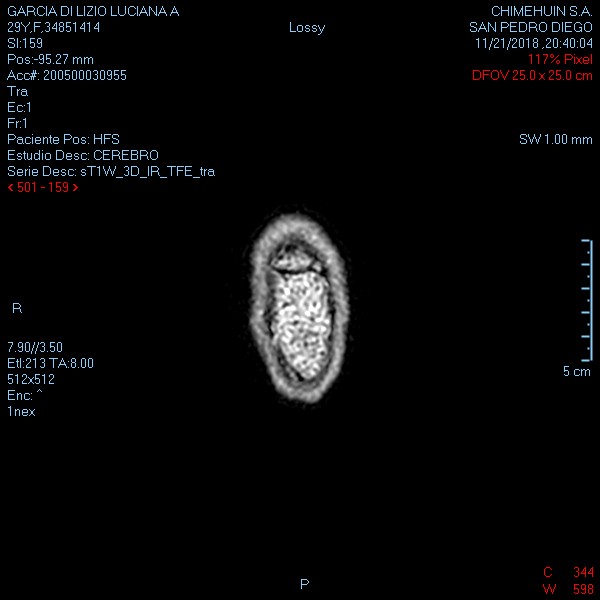 GARCIA DI LIZIO LUCIANA A
29Y,F,34851414
Sl:159
Pos:-95.27 mm
Acc#: 200500030955
Tra
Ec:1
Fr:1
Paciente Pos: HFS
Estudio Desc: CEREBRO
Serie Desc: sT1W_3D_IR_TFE_tra
< 501 - 159 >
Lossy
CHIMEHUIN S.A.
SAN PEDRO DIEGO
11/21/2018 ,20:40:04
117% Pixel
DFOV 25.0 x 25.0 cm
SW 1.00 mm
R
7.90//3.50
Etl:213 TA:8.00
512x512
Enc: ^
1nex
5 cm
P
C 344
W 598